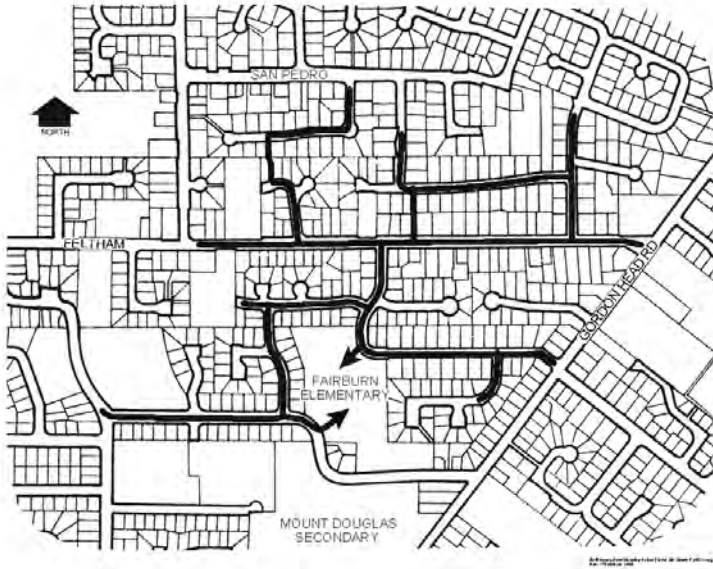 SAN PEDRO
NORTH
FELTHAM
GORDON HEAD RD
FAIRBURN
ELEMENTARY
MOUNT DOUGLAS
SECONDARY